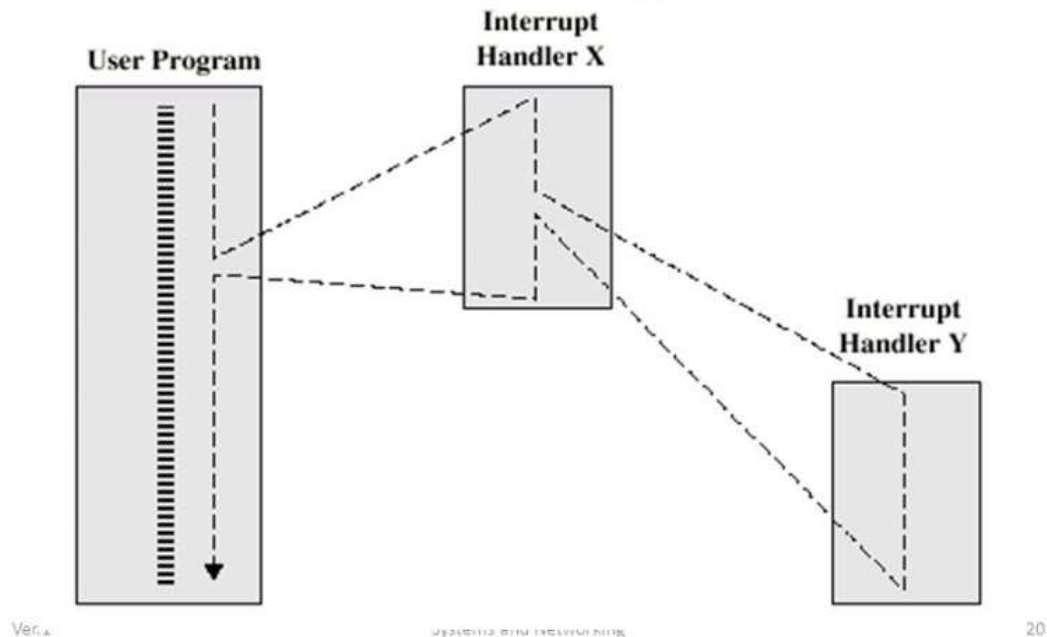 Interrupt
Handler X
User Program
Interrupt
Handler Y
Systems and Networking
20